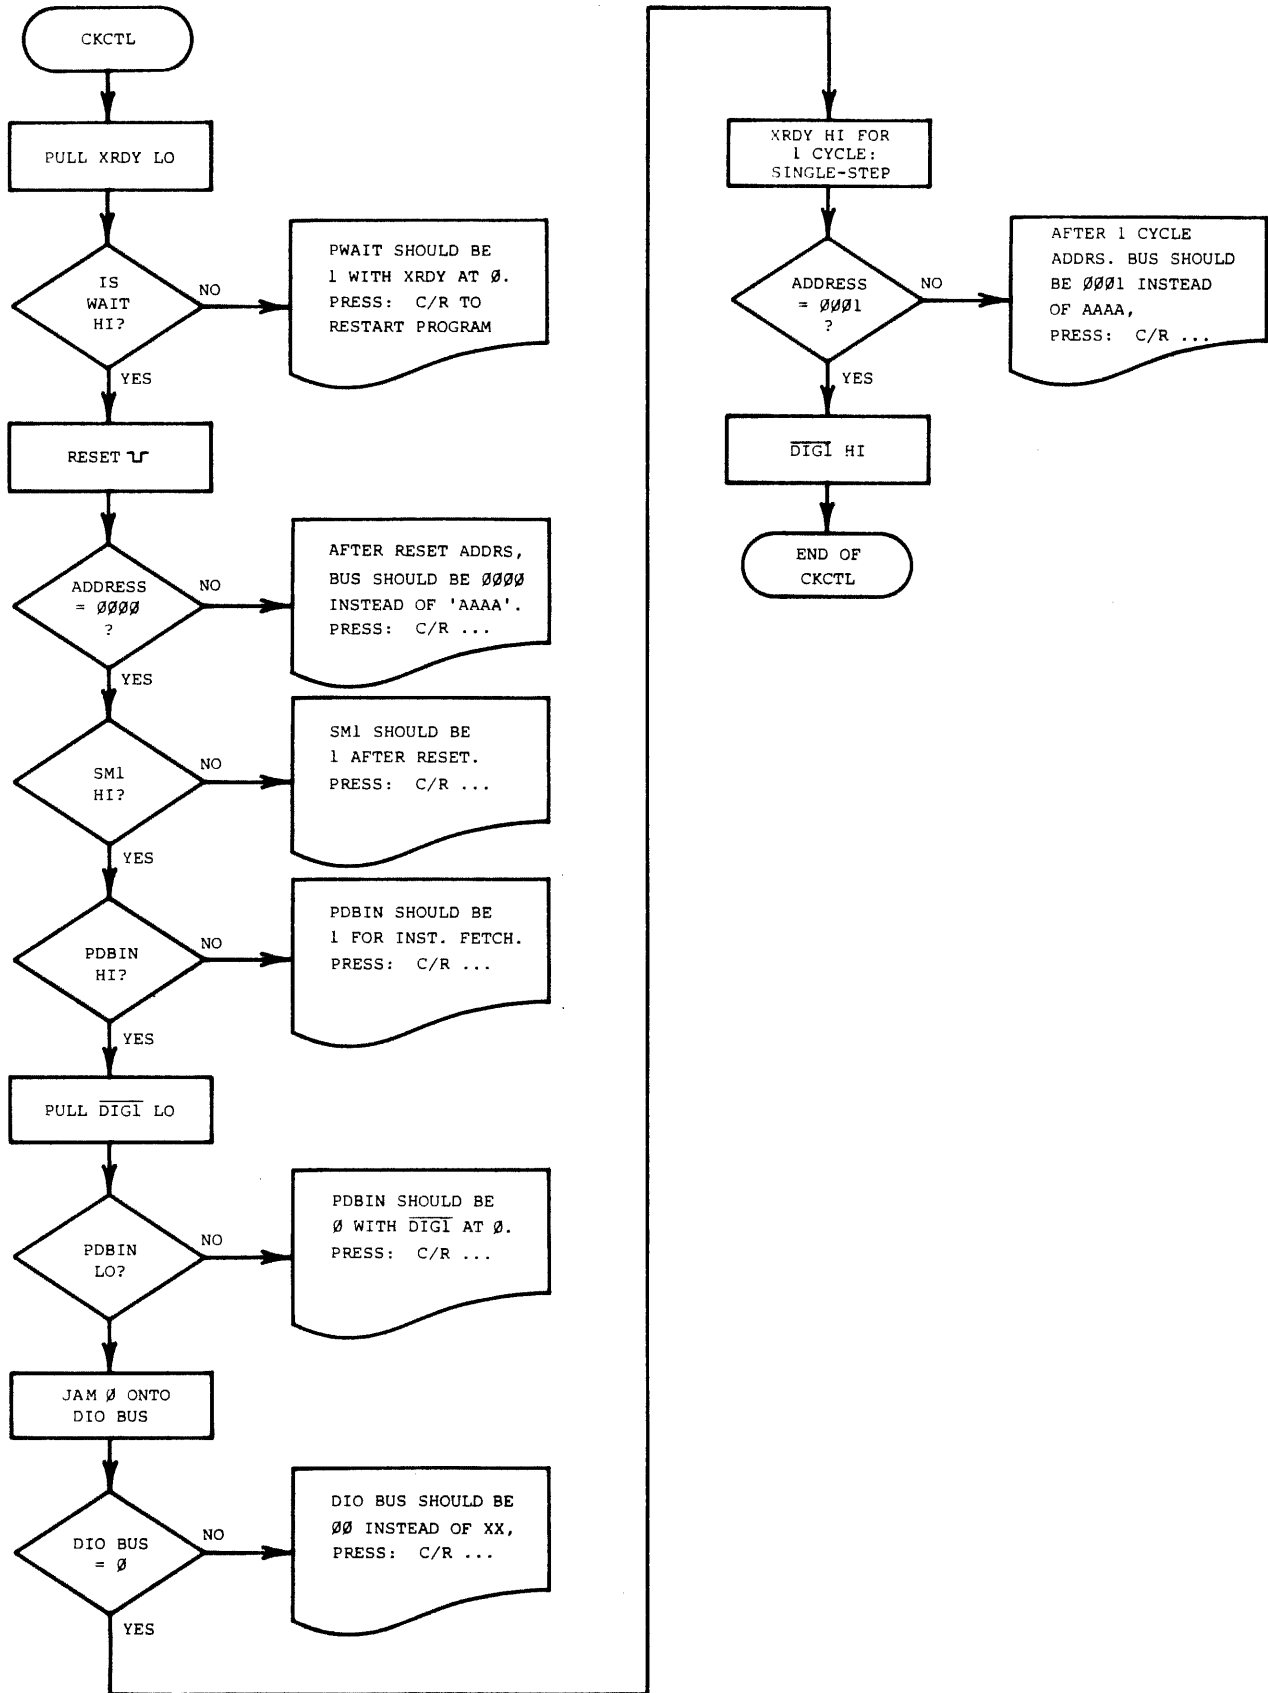 CKCTL
PULL XRDY LO
IS
WAIT
HI?
NO
PWAIT SHOULD BE
1 WITH XRDY AT Ø.
PRESS: C/R TO
RESTART PROGRAM
YES
RESET
ADDRESS
= ØØØØ
?
NO
AFTER RESET ADDRS,
BUS SHOULD BE ØØØØ
INSTEAD OF 'AAAA'.
PRESS: C/R ...
YES
SM1
HI?
NO
SM1 SHOULD BE
1 AFTER RESET.
PRESS: C/R ...
YES
PDBIN
HI?
NO
PDBIN SHOULD BE
1 FOR INST. FETCH.
PRESS: C/R ...
YES
PULL D̅I̅G̅1̅ LO
PDBIN
LO?
NO
PDBIN SHOULD BE
Ø WITH D̅I̅G̅1̅ AT Ø.
PRESS: C/R ...
JAM Ø ONTO
DIO BUS
DIO BUS
= Ø
NO
DIO BUS SHOULD BE
ØØ INSTEAD OF XX,
PRESS: C/R ...
YES
XRDY HI FOR
1 CYCLE:
SINGLE-STEP
ADDRESS
= ØØØ1
?
NO
AFTER 1 CYCLE
ADDRS. BUS SHOULD
BE ØØØ1 INSTEAD
OF AAAA,
PRESS: C/R ...
YES
D̅I̅G̅1̅ HI
END OF
CKCTL